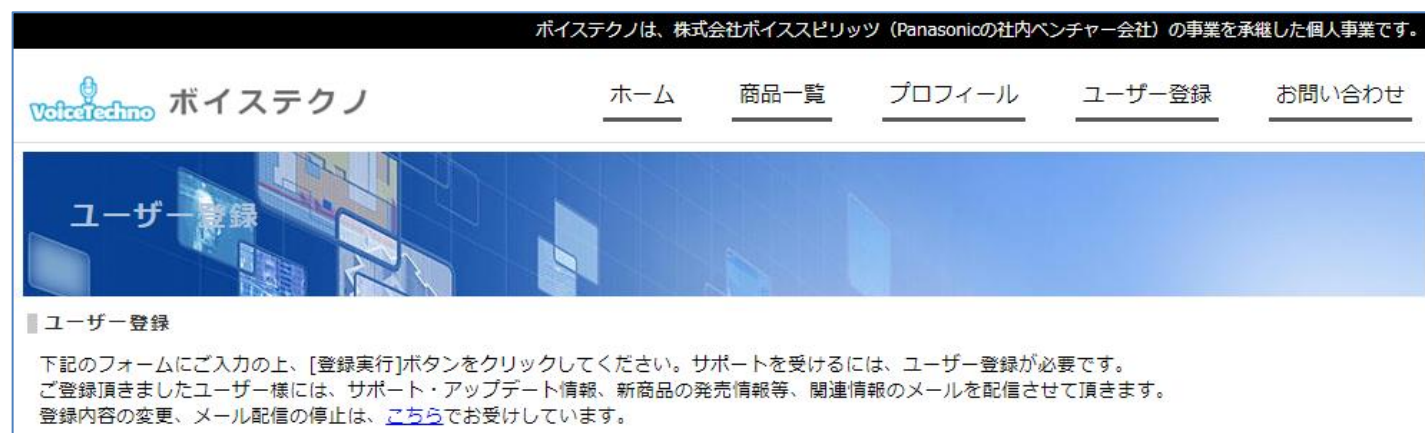 ボイステクノは、株式会社ボイススピリッツ（Panasonicの社内ベンチャー会社）の事業を承継した個人事業です。
VoiceTechno ボイステクノ ホーム 商品一覧 プロフィール ユーザー登録 お問い合わせ
ユーザー登録
ユーザー登録
下記のフォームにご入力の上、[登録実行]ボタンをクリックしてください。サポートを受けるには、ユーザー登録が必要です。
ご登録頂きましたユーザー様には、サポート・アップデート情報、新商品の発売情報等、関連情報のメールを配信させて頂きます。
登録内容の変更、メール配信の停止は、こちらでお受けしています。